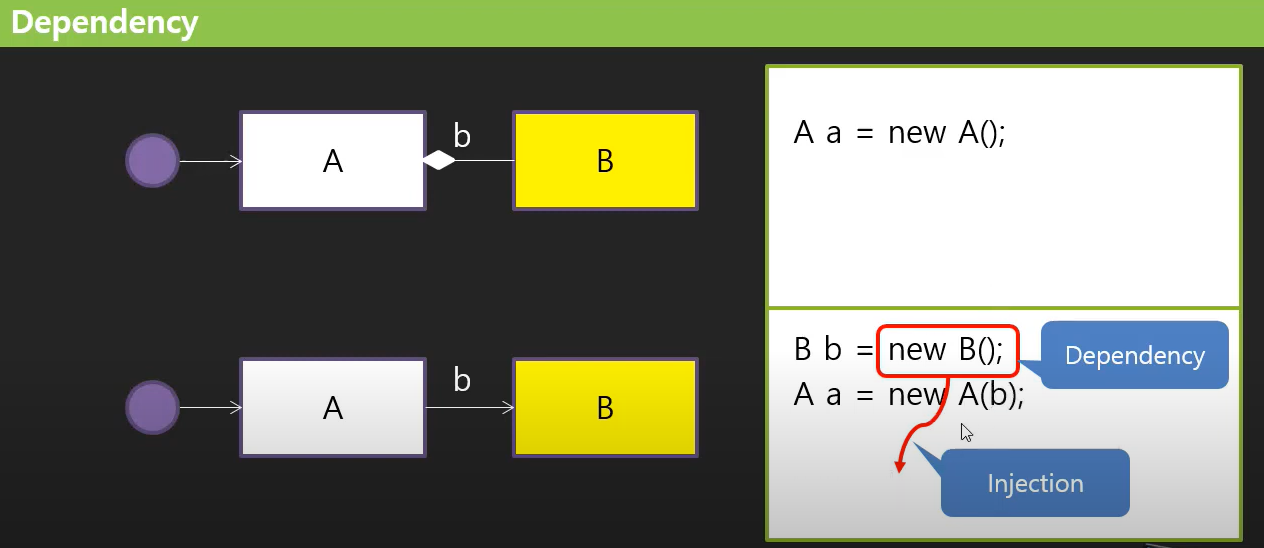 Dependency
b
A
B
A a = new A();
b
A
B
B b = new B();
Dependency
A a = new A(b);
Injection